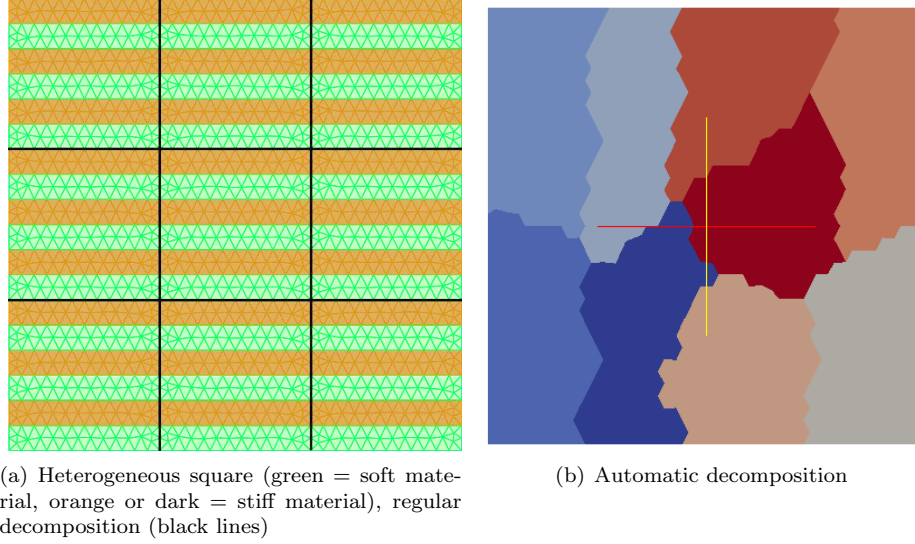 (a) Heterogeneous square (green = soft mate-
rial, orange or dark = stiff material), regular
decomposition (black lines)
(b) Automatic decomposition